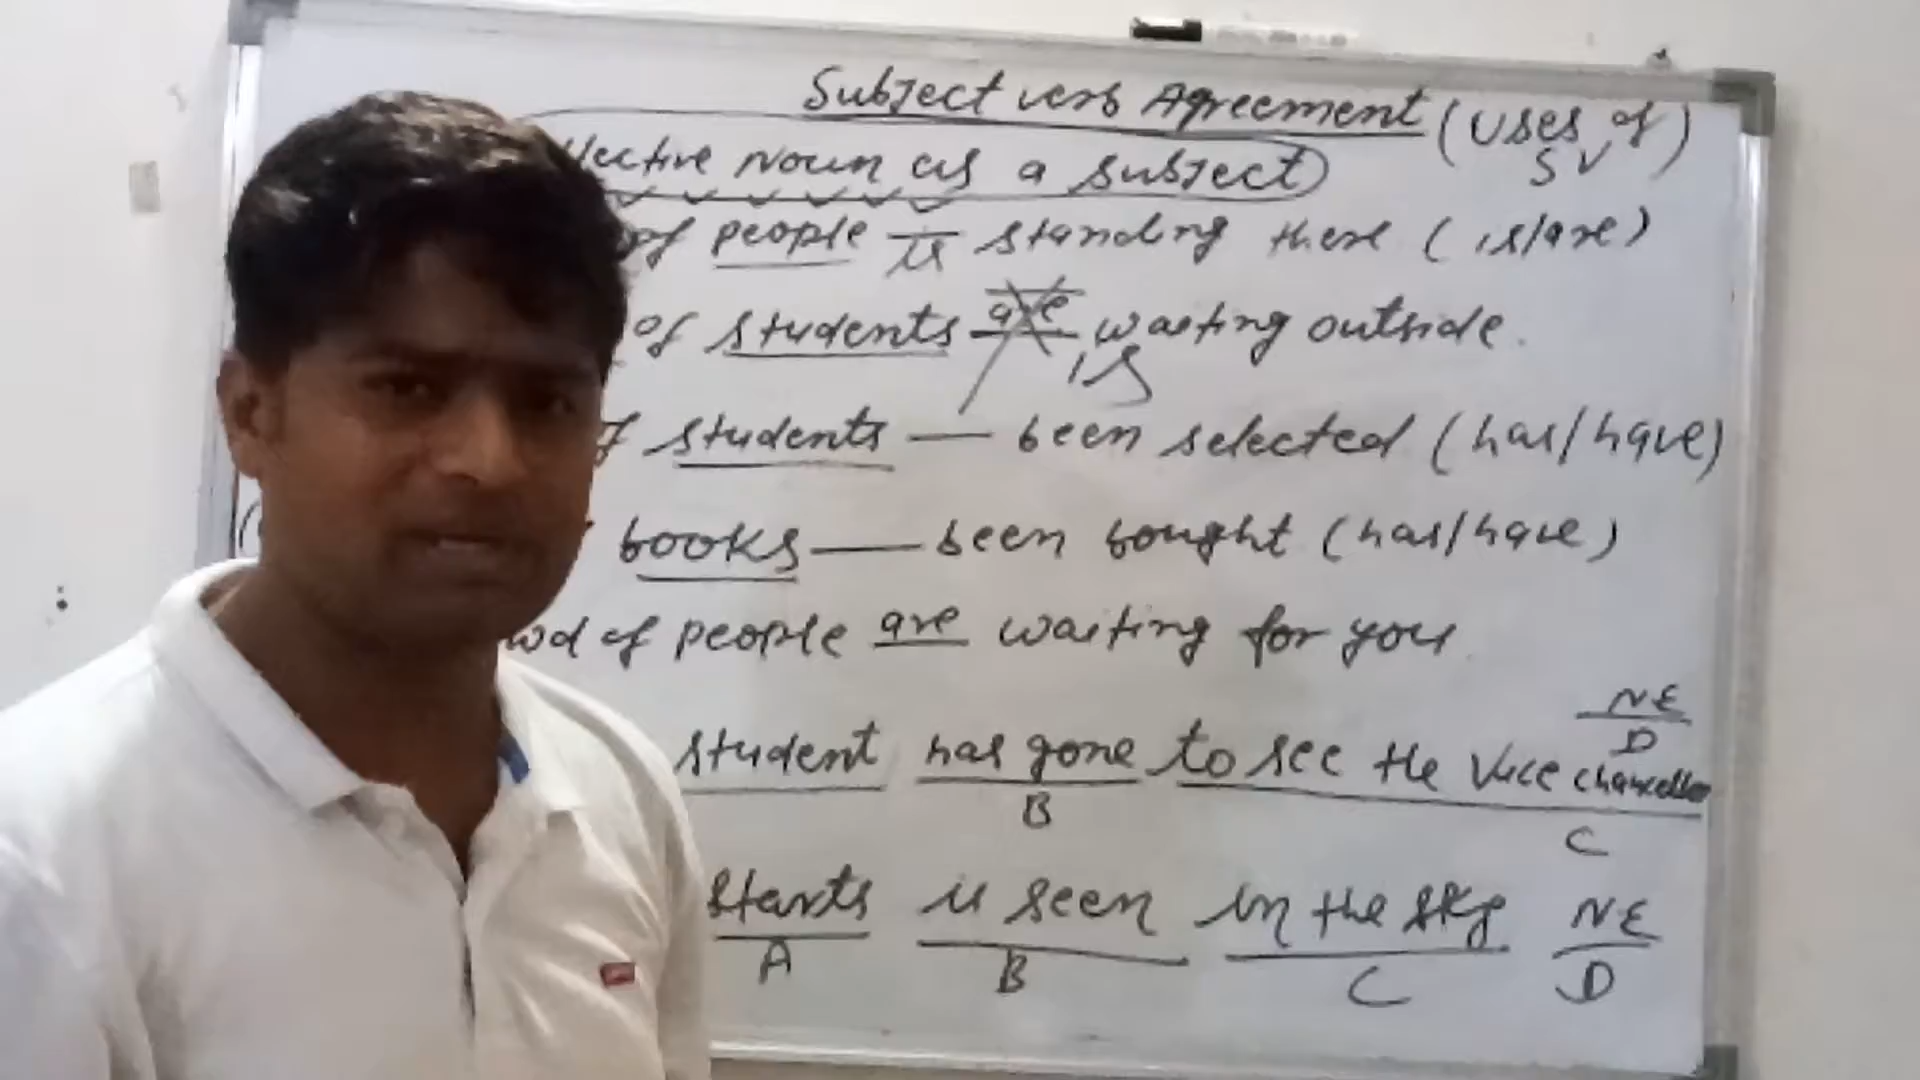 Subject verb Agreement (Uses of SV)
llective Noun as a subject
of people is standing there (is/are)
of students are is waiting outside.
f students — been selected (has/have)
books — been bought (has/have)
wd of people are waiting for you.
student has gone to see the Vice chancellor NE
B C D
Starts is seen in the sky NE
A B C D